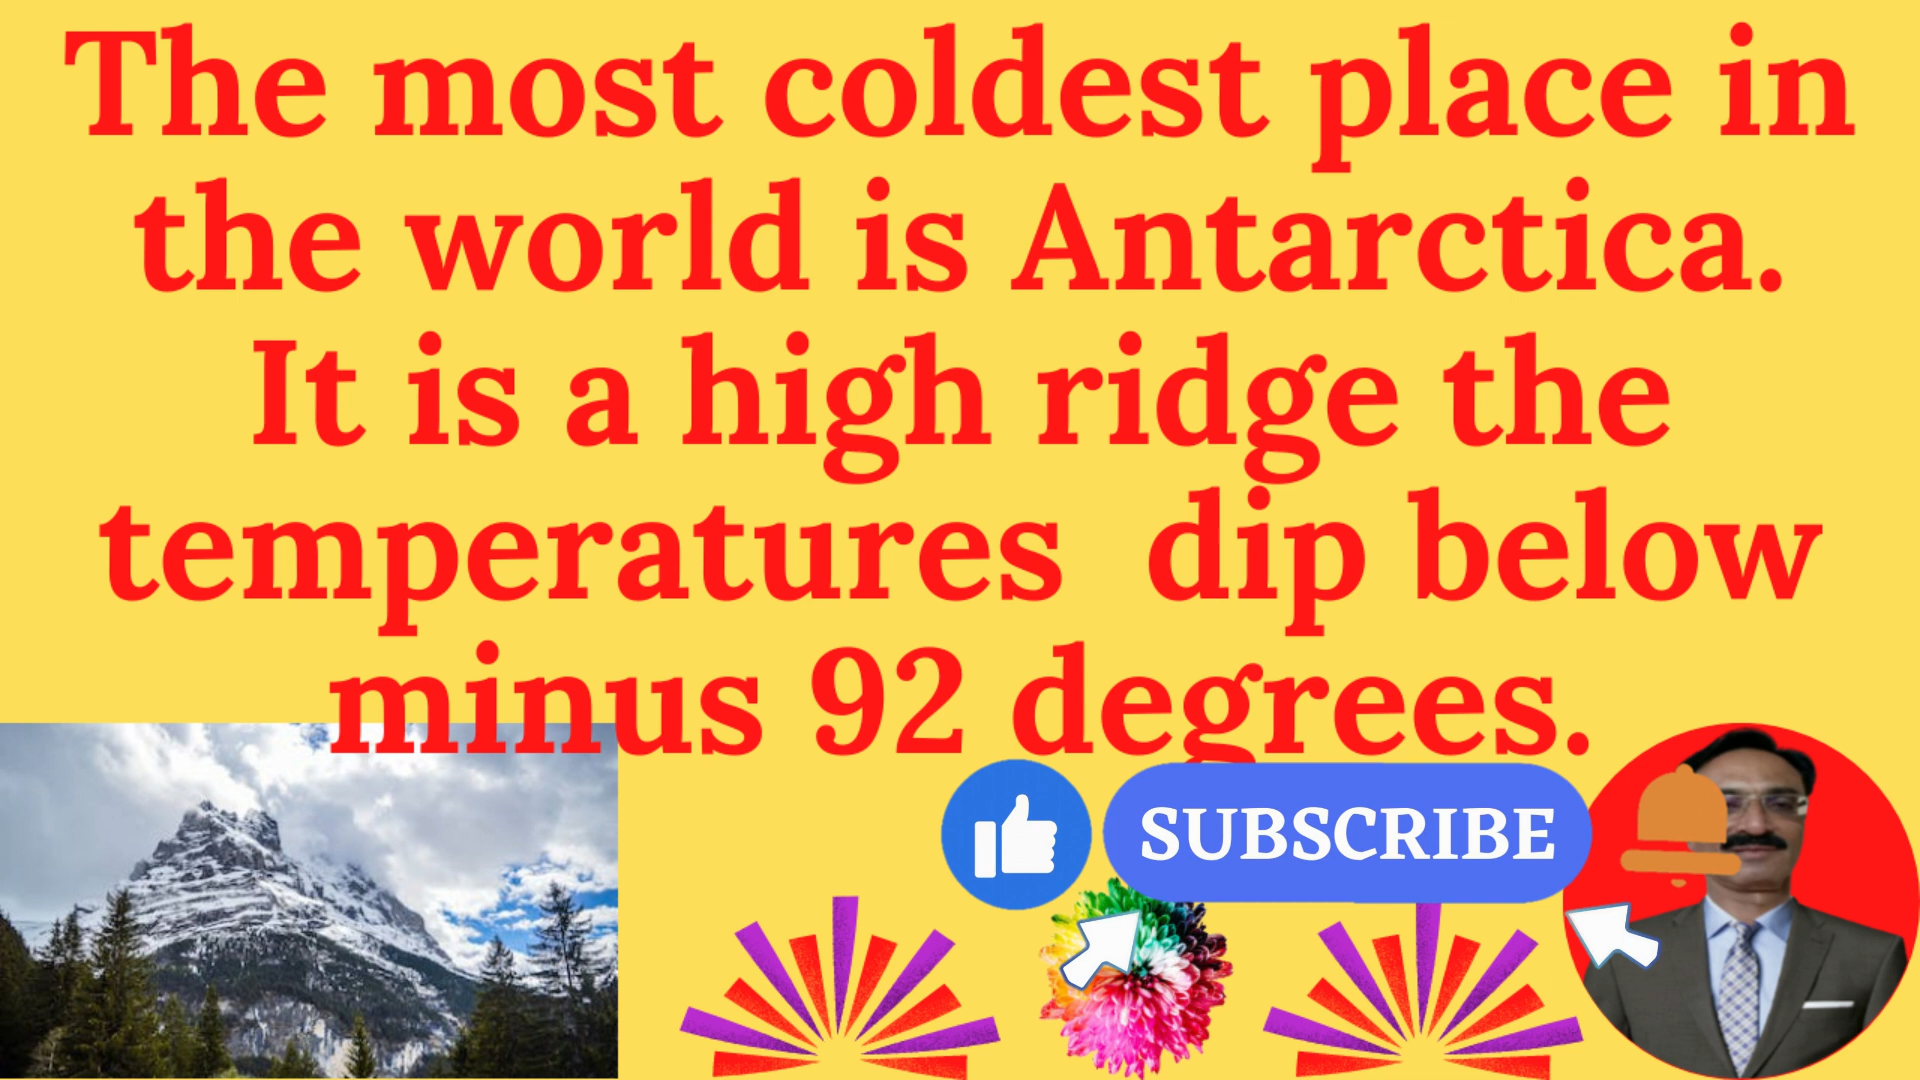 The most coldest place in
the world is Antarctica.
It is a high ridge the
temperatures  dip below
minus 92 degrees.
SUBSCRIBE